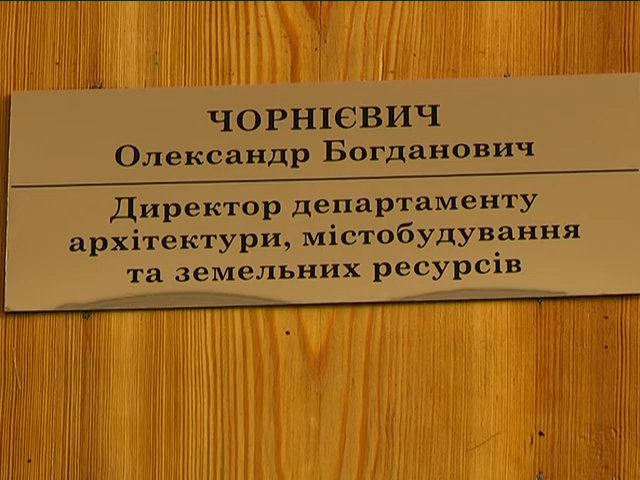 ЧОРНІЄВИЧ
Олександр Богданович
Директор департаменту
архітектури, містобудування
та земельних ресурсів